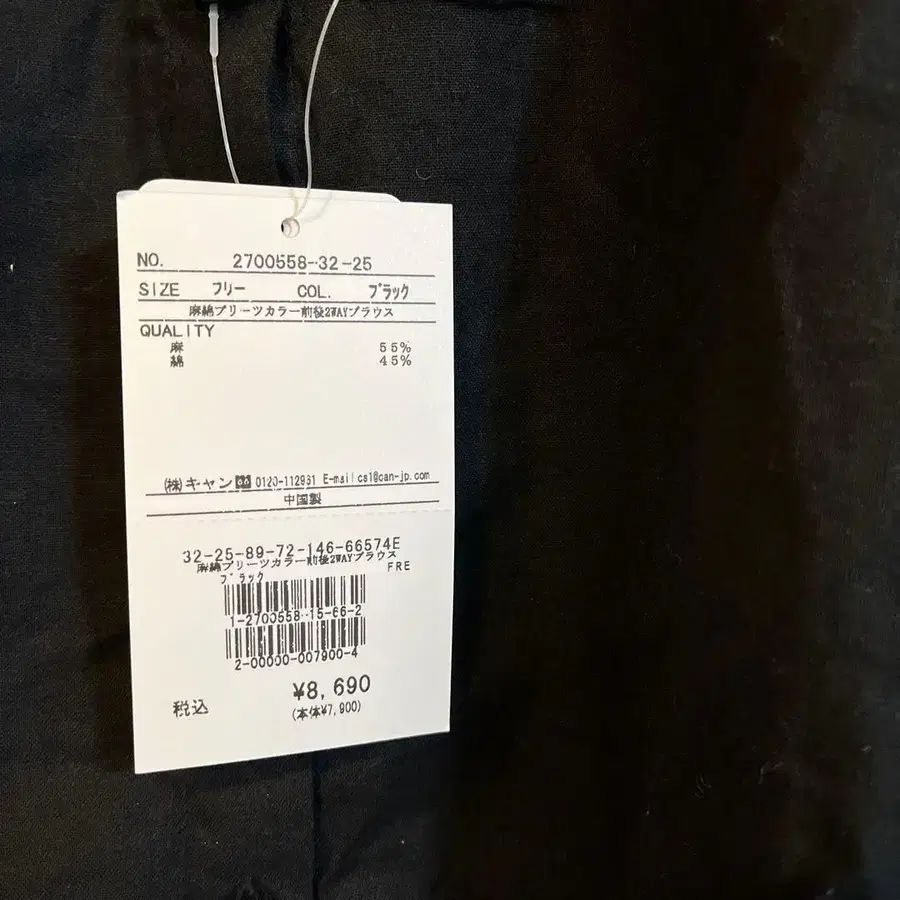 NO. 2700558-32-25
SIZE フリー COL. ブラック
麻綿プリーツカラー前後2WAYブラウス
QUALITY
麻 55%
綿 45%
(株)キャン 0120-112961 E-mail cs1@can-jp.com
中国製
32-25-89-72-146-66574E
麻綿プリーツカラー前後2WAYブラウス
ブラック FRE
1-2700558-15-66-2
2-00000-007900-4
¥8,690
税込 (本体¥7,900)